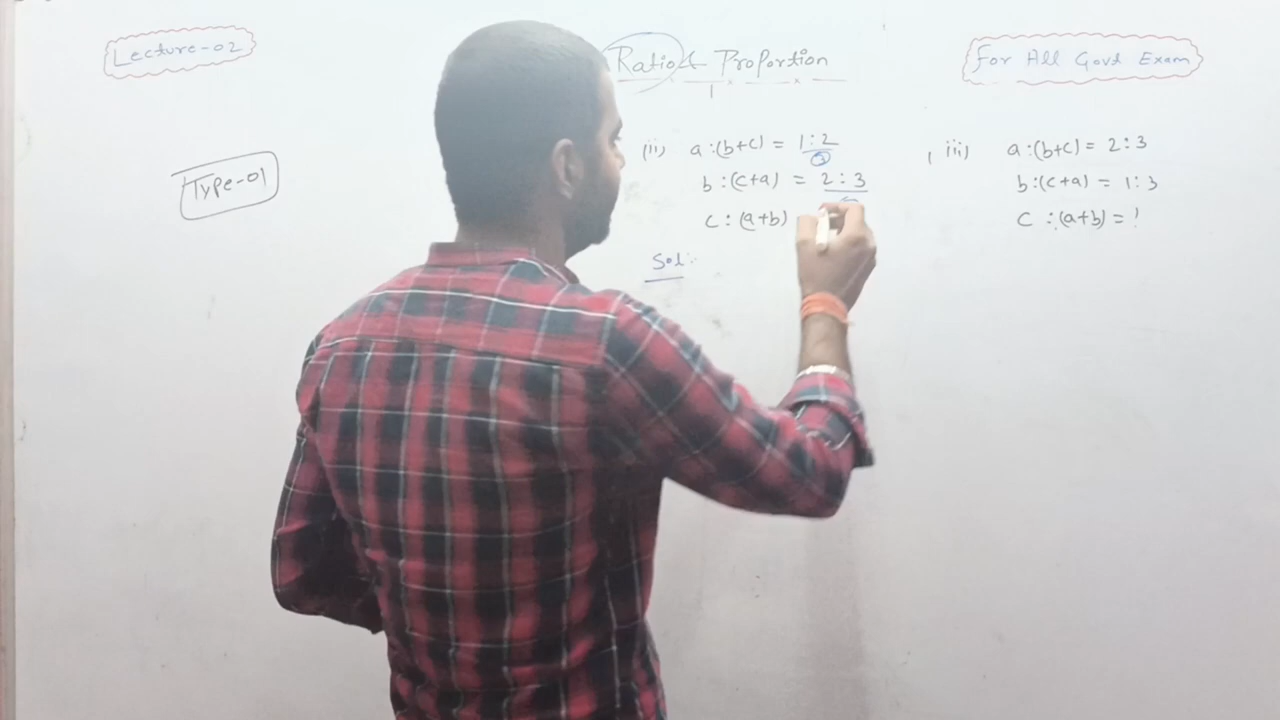 Lecture-02
Ratio & Proportion
For All Govt Exam
Type-01
(ii) a:(b+c) = 1:2
3
b:(c+a) = 2:3
c:(a+b)
Sol:
iii) a:(b+c) = 2:3
b:(c+a) = 1:3
c:(a+b) = ?